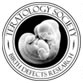 TERATOLOGY SOCIETY
BIRTH DEFECTS RESEARCH